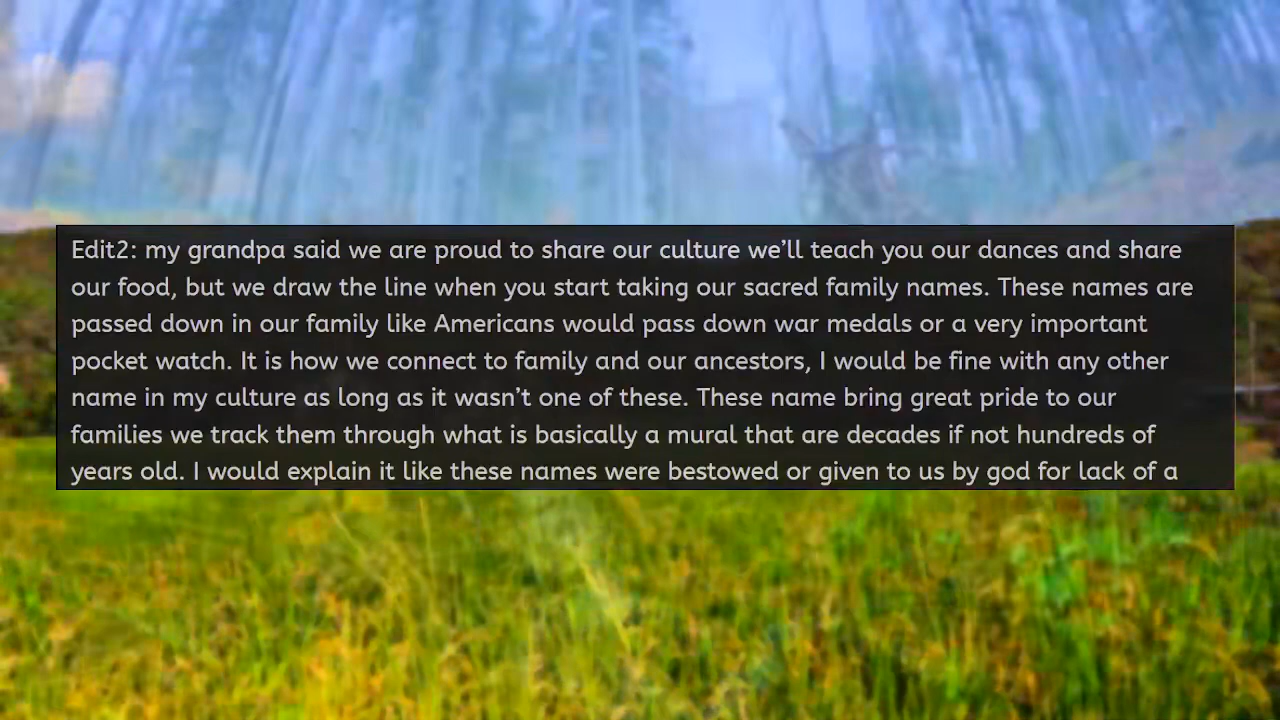 Edit2: my grandpa said we are proud to share our culture we’ll teach you our dances and share
our food, but we draw the line when you start taking our sacred family names. These names are
passed down in our family like Americans would pass down war medals or a very important
pocket watch. It is how we connect to family and our ancestors, I would be fine with any other
name in my culture as long as it wasn’t one of these. These name bring great pride to our
families we track them through what is basically a mural that are decades if not hundreds of
years old. I would explain it like these names were bestowed or given to us by god for lack of a